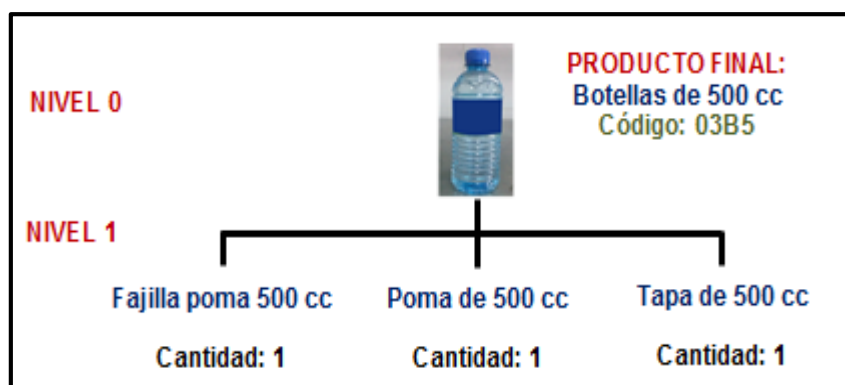 NIVEL 0
PRODUCTO FINAL:
Botellas de 500 cc
Código: 03B5
NIVEL 1
Fajilla poma 500 cc
Poma de 500 cc
Tapa de 500 cc
Cantidad: 1
Cantidad: 1
Cantidad: 1